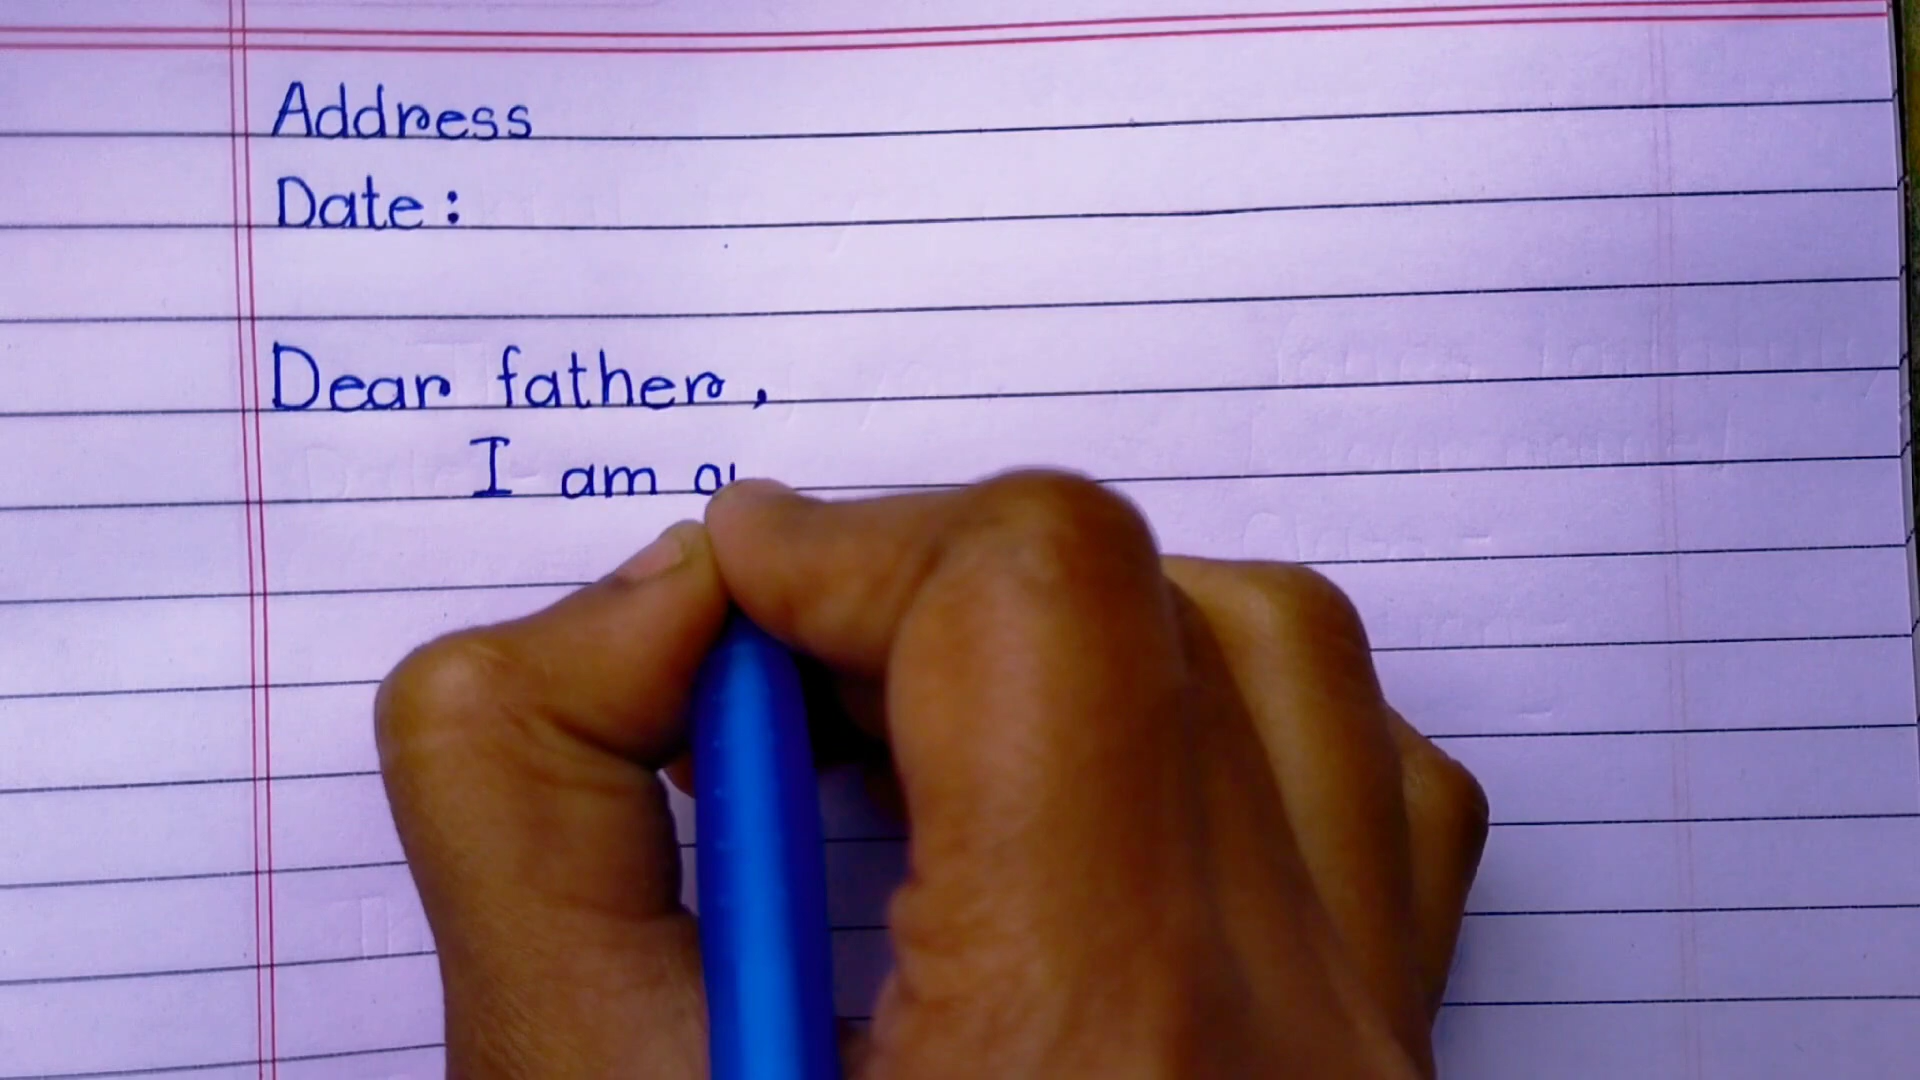 Address
Date:
Dear father,
I am